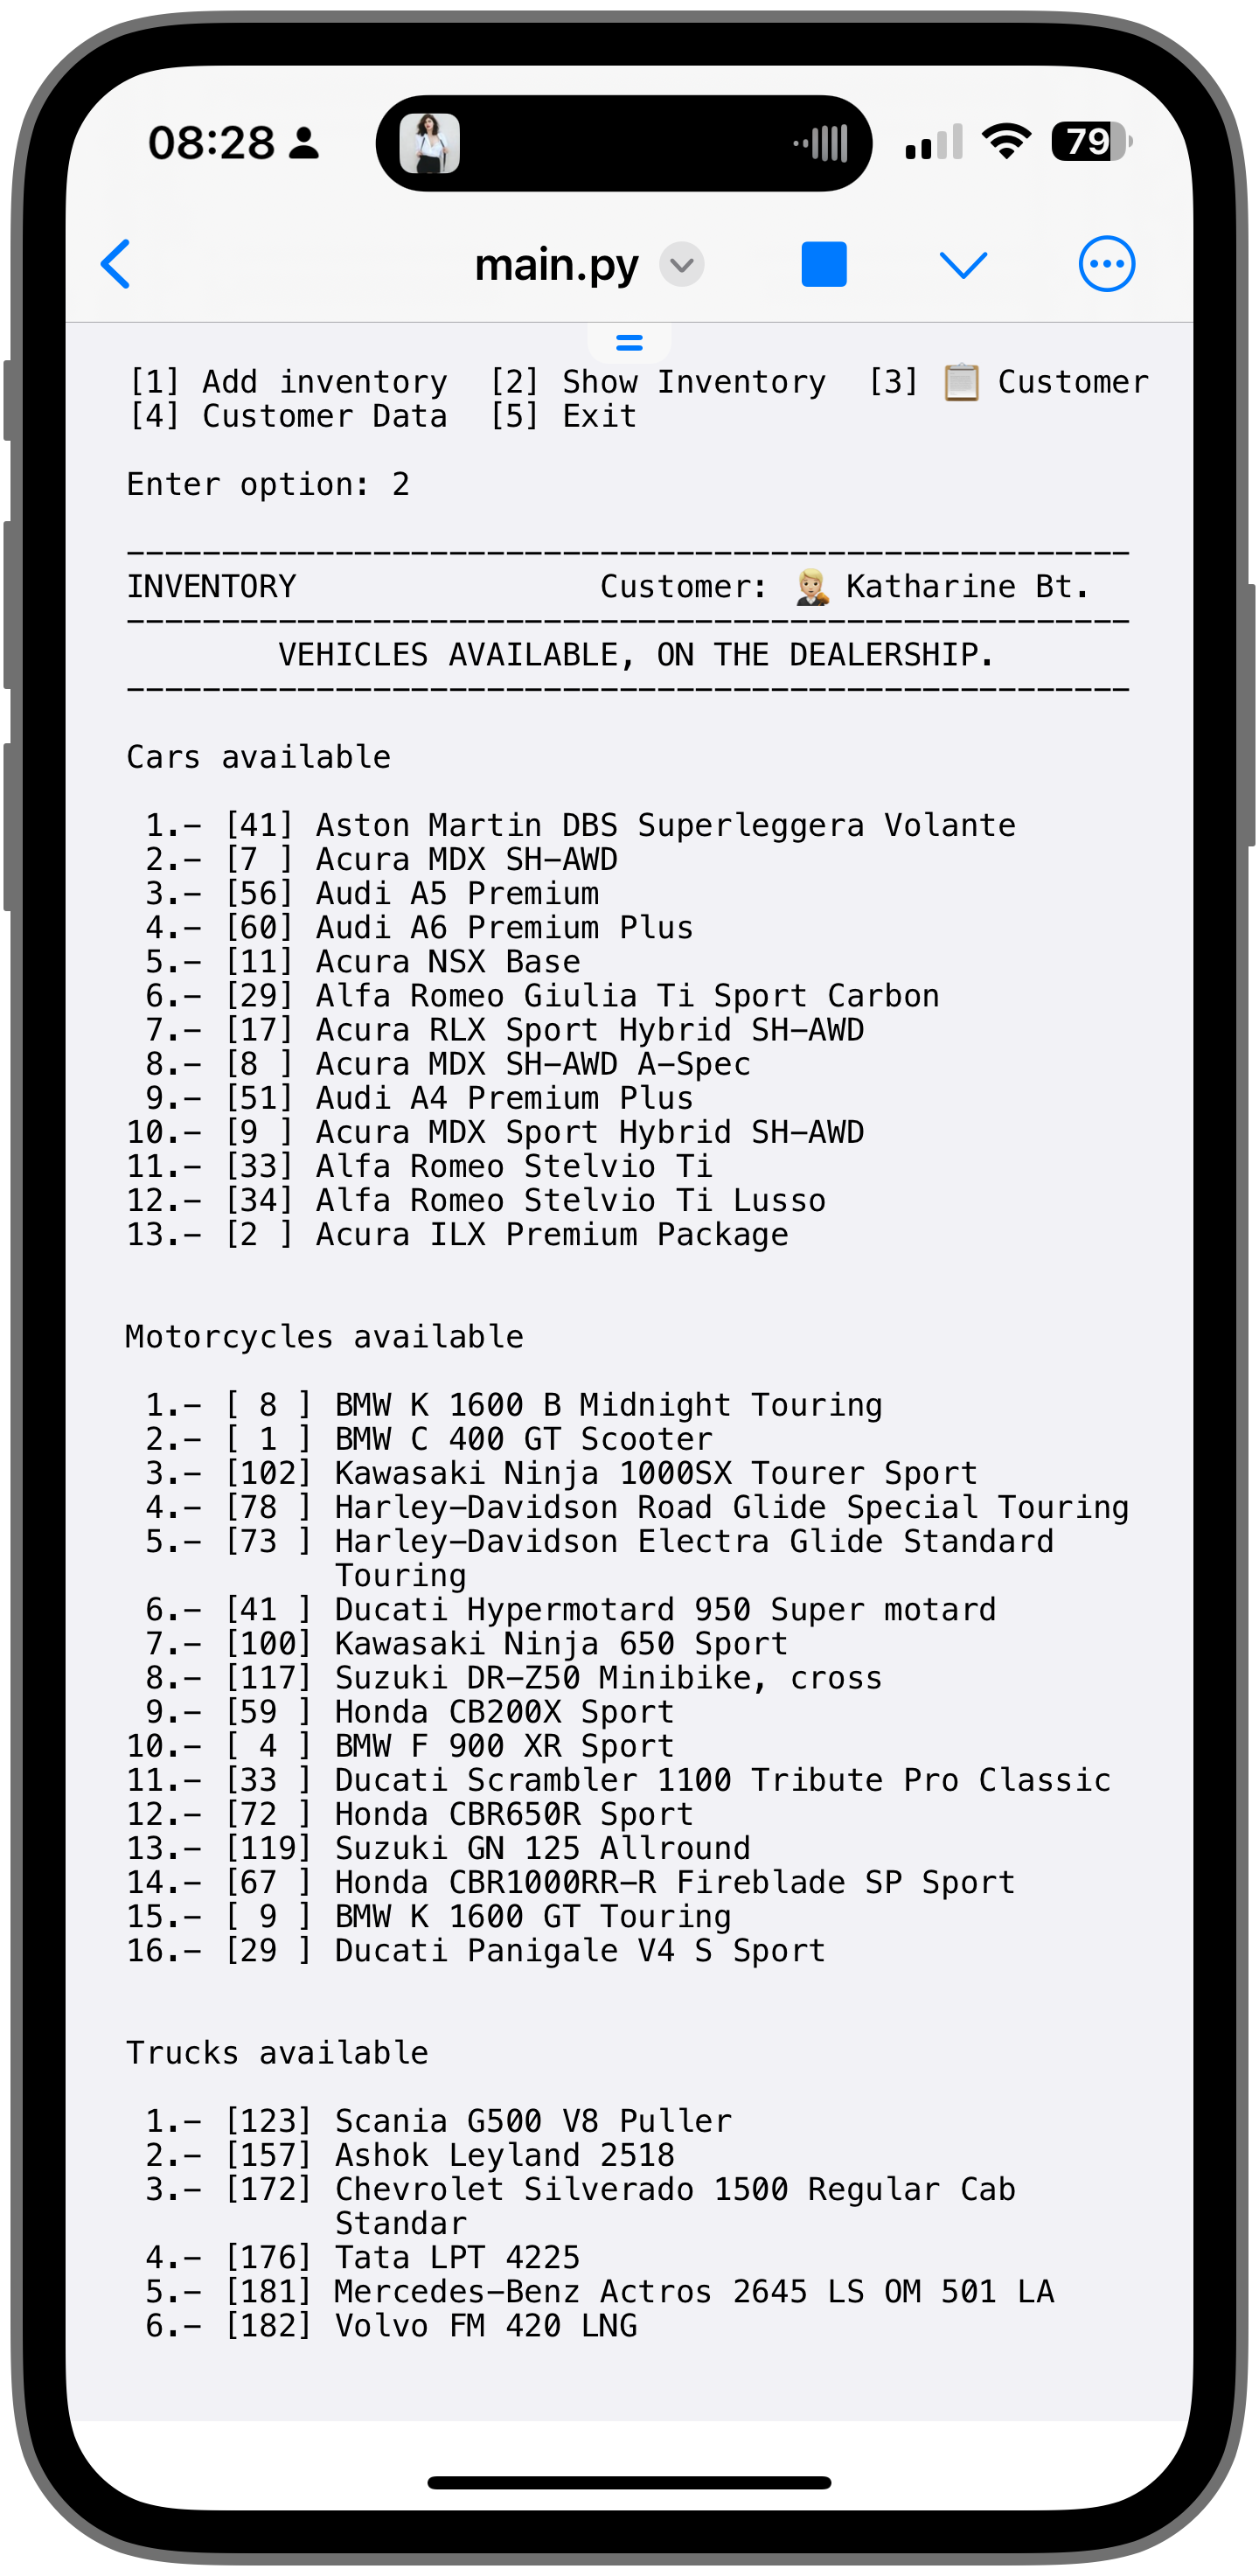 08:28
79
main.py
[1] Add inventory [2] Show Inventory [3] 📋 Customer
[4] Customer Data [5] Exit
Enter option: 2
--------------------------------------------------
INVENTORY Customer: Katharine Bt.
--------------------------------------------------
VEHICLES AVAILABLE, ON THE DEALERSHIP.
--------------------------------------------------
Cars available
1.- [41] Aston Martin DBS Superleggera Volante
2.- [7 ] Acura MDX SH-AWD
3.- [56] Audi A5 Premium
4.- [60] Audi A6 Premium Plus
5.- [11] Acura NSX Base
6.- [29] Alfa Romeo Giulia Ti Sport Carbon
7.- [17] Acura RLX Sport Hybrid SH-AWD
8.- [8 ] Acura MDX SH-AWD A-Spec
9.- [51] Audi A4 Premium Plus
10.- [9 ] Acura MDX Sport Hybrid SH-AWD
11.- [33] Alfa Romeo Stelvio Ti
12.- [34] Alfa Romeo Stelvio Ti Lusso
13.- [2 ] Acura ILX Premium Package
Motorcycles available
1.- [ 8 ] BMW K 1600 B Midnight Touring
2.- [ 1 ] BMW C 400 GT Scooter
3.- [102] Kawasaki Ninja 1000SX Tourer Sport
4.- [78 ] Harley-Davidson Road Glide Special Touring
5.- [73 ] Harley-Davidson Electra Glide Standard
Touring
6.- [41 ] Ducati Hypermotard 950 Super motard
7.- [100] Kawasaki Ninja 650 Sport
8.- [117] Suzuki DR-Z50 Minibike, cross
9.- [59 ] Honda CB200X Sport
10.- [ 4 ] BMW F 900 XR Sport
11.- [33 ] Ducati Scrambler 1100 Tribute Pro Classic
12.- [72 ] Honda CBR650R Sport
13.- [119] Suzuki GN 125 Allround
14.- [67 ] Honda CBR1000RR-R Fireblade SP Sport
15.- [ 9 ] BMW K 1600 GT Touring
16.- [29 ] Ducati Panigale V4 S Sport
Trucks available
1.- [123] Scania G500 V8 Puller
2.- [157] Ashok Leyland 2518
3.- [172] Chevrolet Silverado 1500 Regular Cab
Standar
4.- [176] Tata LPT 4225
5.- [181] Mercedes-Benz Actros 2645 LS OM 501 LA
6.- [182] Volvo FM 420 LNG